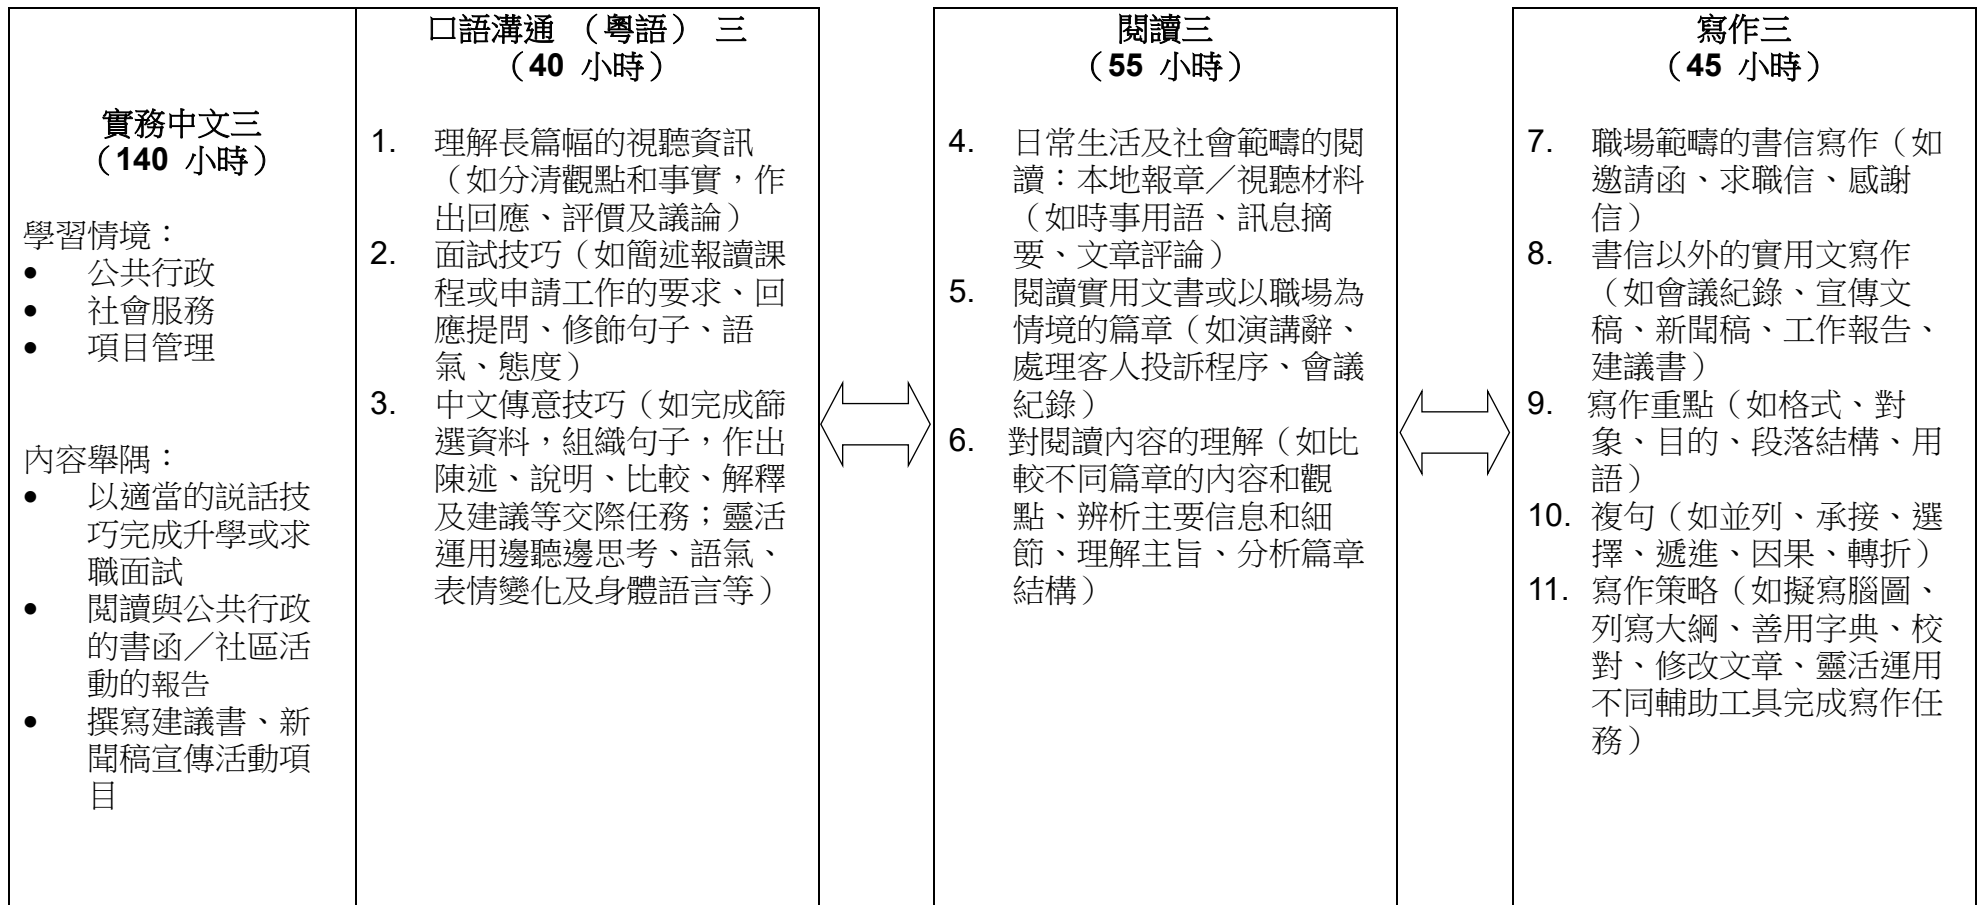 實務中文三
（140 小時）
學習情境：
• 公共行政
• 社會服務
• 項目管理
內容舉隅：
• 以適當的説話技
巧完成升學或求
職面試
• 閱讀與公共行政
的書函／社區活
動的報告
• 撰寫建議書、新
聞稿宣傳活動項
目
口語溝通 （粵語） 三
（40 小時）
1. 理解長篇幅的視聽資訊
（如分清觀點和事實，作
出回應、評價及議論）
2. 面試技巧（如簡述報讀課
程或申請工作的要求、回
應提問、修飾句子、語
氣、態度）
3. 中文傳意技巧（如完成篩
選資料，組織句子，作出
陳述、說明、比較、解釋
及建議等交際任務；靈活
運用邊聽邊思考、語氣、
表情變化及身體語言等）
閱讀三
（55 小時）
4. 日常生活及社會範疇的閱
讀：本地報章／視聽材料
（如時事用語、訊息摘
要、文章評論）
5. 閱讀實用文書或以職場為
情境的篇章（如演講辭、
處理客人投訴程序、會議
紀錄）
6. 對閱讀內容的理解（如比
較不同篇章的內容和觀
點、辨析主要信息和細
節、理解主旨、分析篇章
結構）
寫作三
（45 小時）
7. 職場範疇的書信寫作（如
邀請函、求職信、感謝
信）
8. 書信以外的實用文寫作
（如會議紀錄、宣傳文
稿、新聞稿、工作報告、
建議書）
9. 寫作重點（如格式、對
象、目的、段落結構、用
語）
10. 複句（如並列、承接、選
擇、遞進、因果、轉折）
11. 寫作策略（如擬寫腦圖、
列寫大綱、善用字典、校
對、修改文章、靈活運用
不同輔助工具完成寫作任
務）